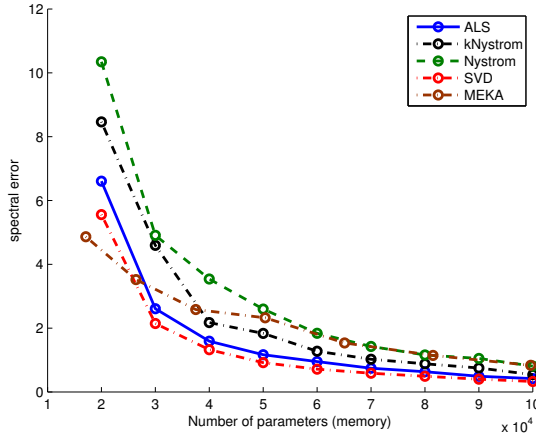 12
10
8
6
4
2
0
spectral error
ALS
kNystrom
Nystrom
SVD
MEKA
1 2 3 4 5 6 7 8 9 10
Number of parameters (memory)
x 10^4